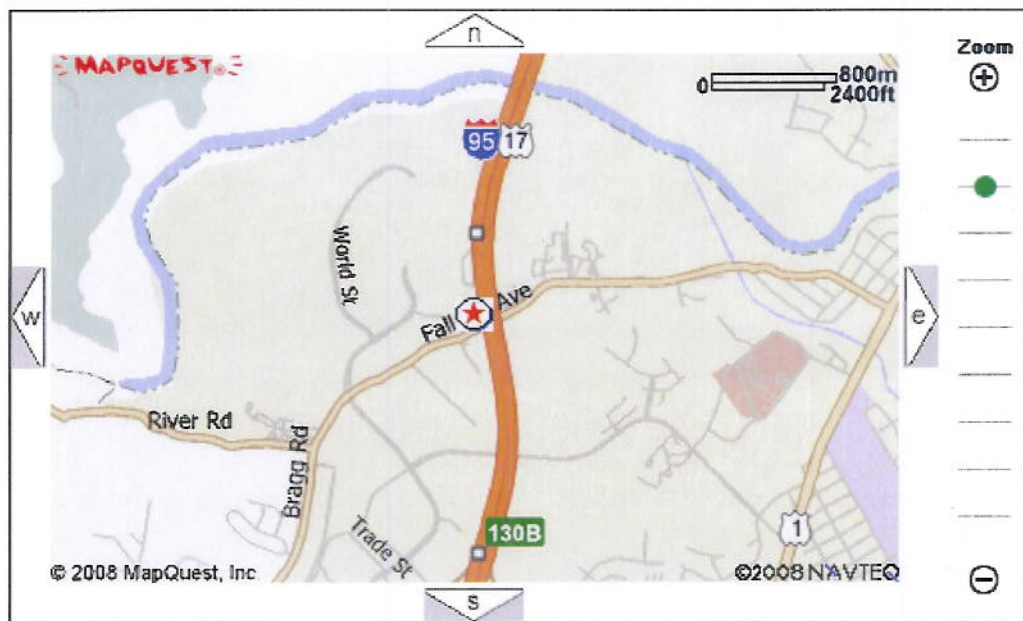 n
Zoom
MAPQUEST®
0 800m
2400ft
95 17
World St
w
Fall Ave
e
River Rd
Bragg Rd
Trade St
130B
1
© 2008 MapQuest, Inc
©2008 NAVTEQ
s